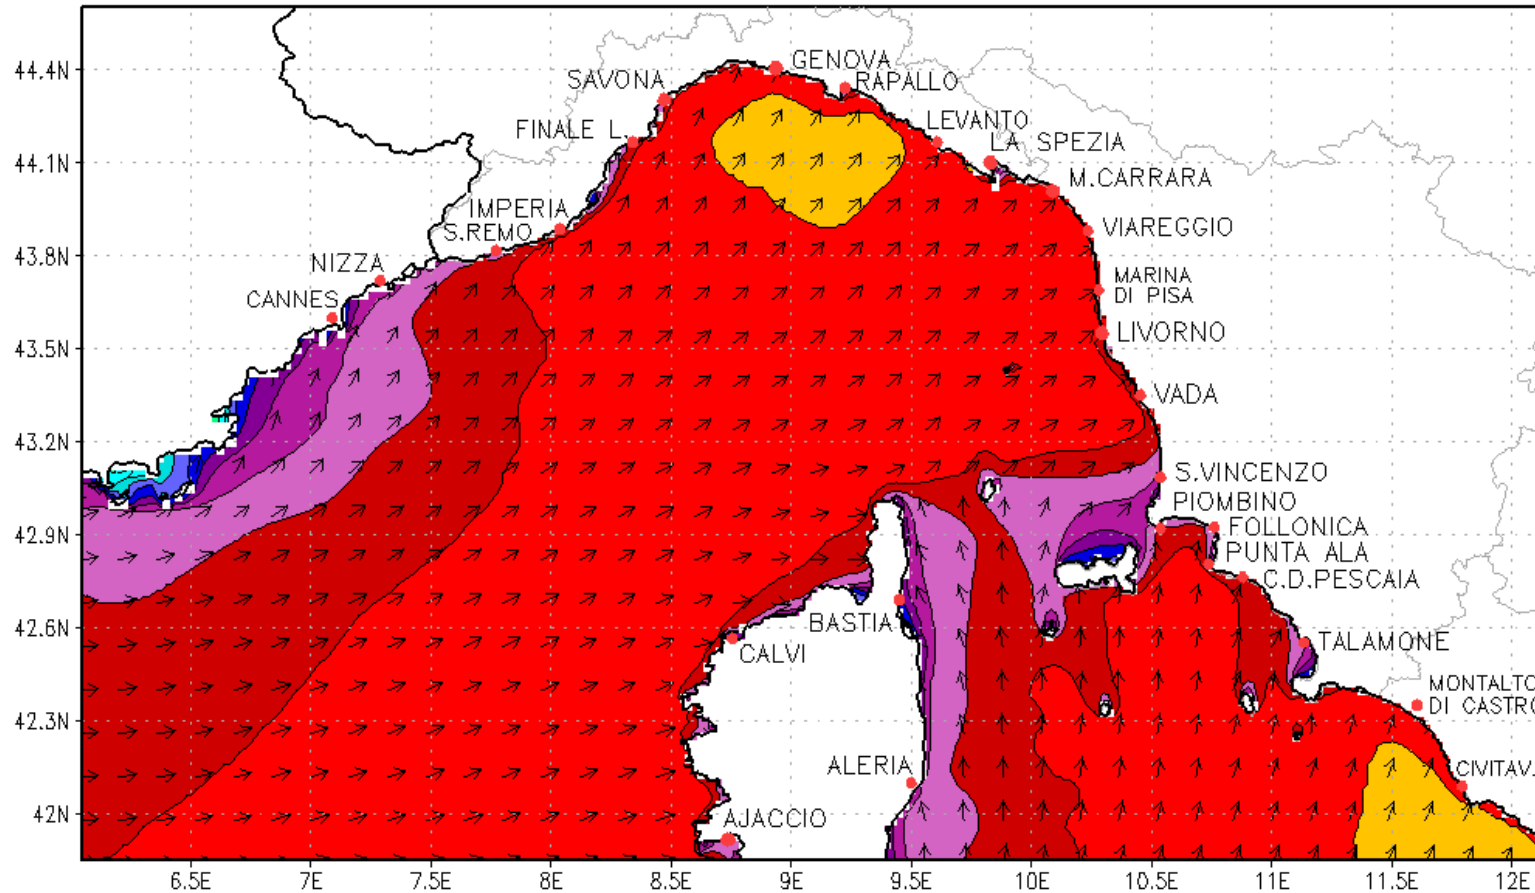 44.4N
GENOVA
SAVONA
RAPALLO
FINALE L.
LEVANTO
LA SPEZIA
44.1N
M.CARRARA
IMPERIA
S.REMO
VIAREGGIO
43.8N
NIZZA
MARINA
DI PISA
CANNES
LIVORNO
43.5N
VADA
43.2N
S.VINCENZO
PIOMBINO
42.9N
FOLLONICA
PUNTA ALA
C.D.PESCAIA
42.6N
BASTIA
TALAMONE
CALVI
MONTALTO
DI CASTRO
42.3N
ALERIA
CIVITAV.
42N
AJACCIO
6.5E 7E 7.5E 8E 8.5E 9E 9.5E 10E 10.5E 11E 11.5E 12E